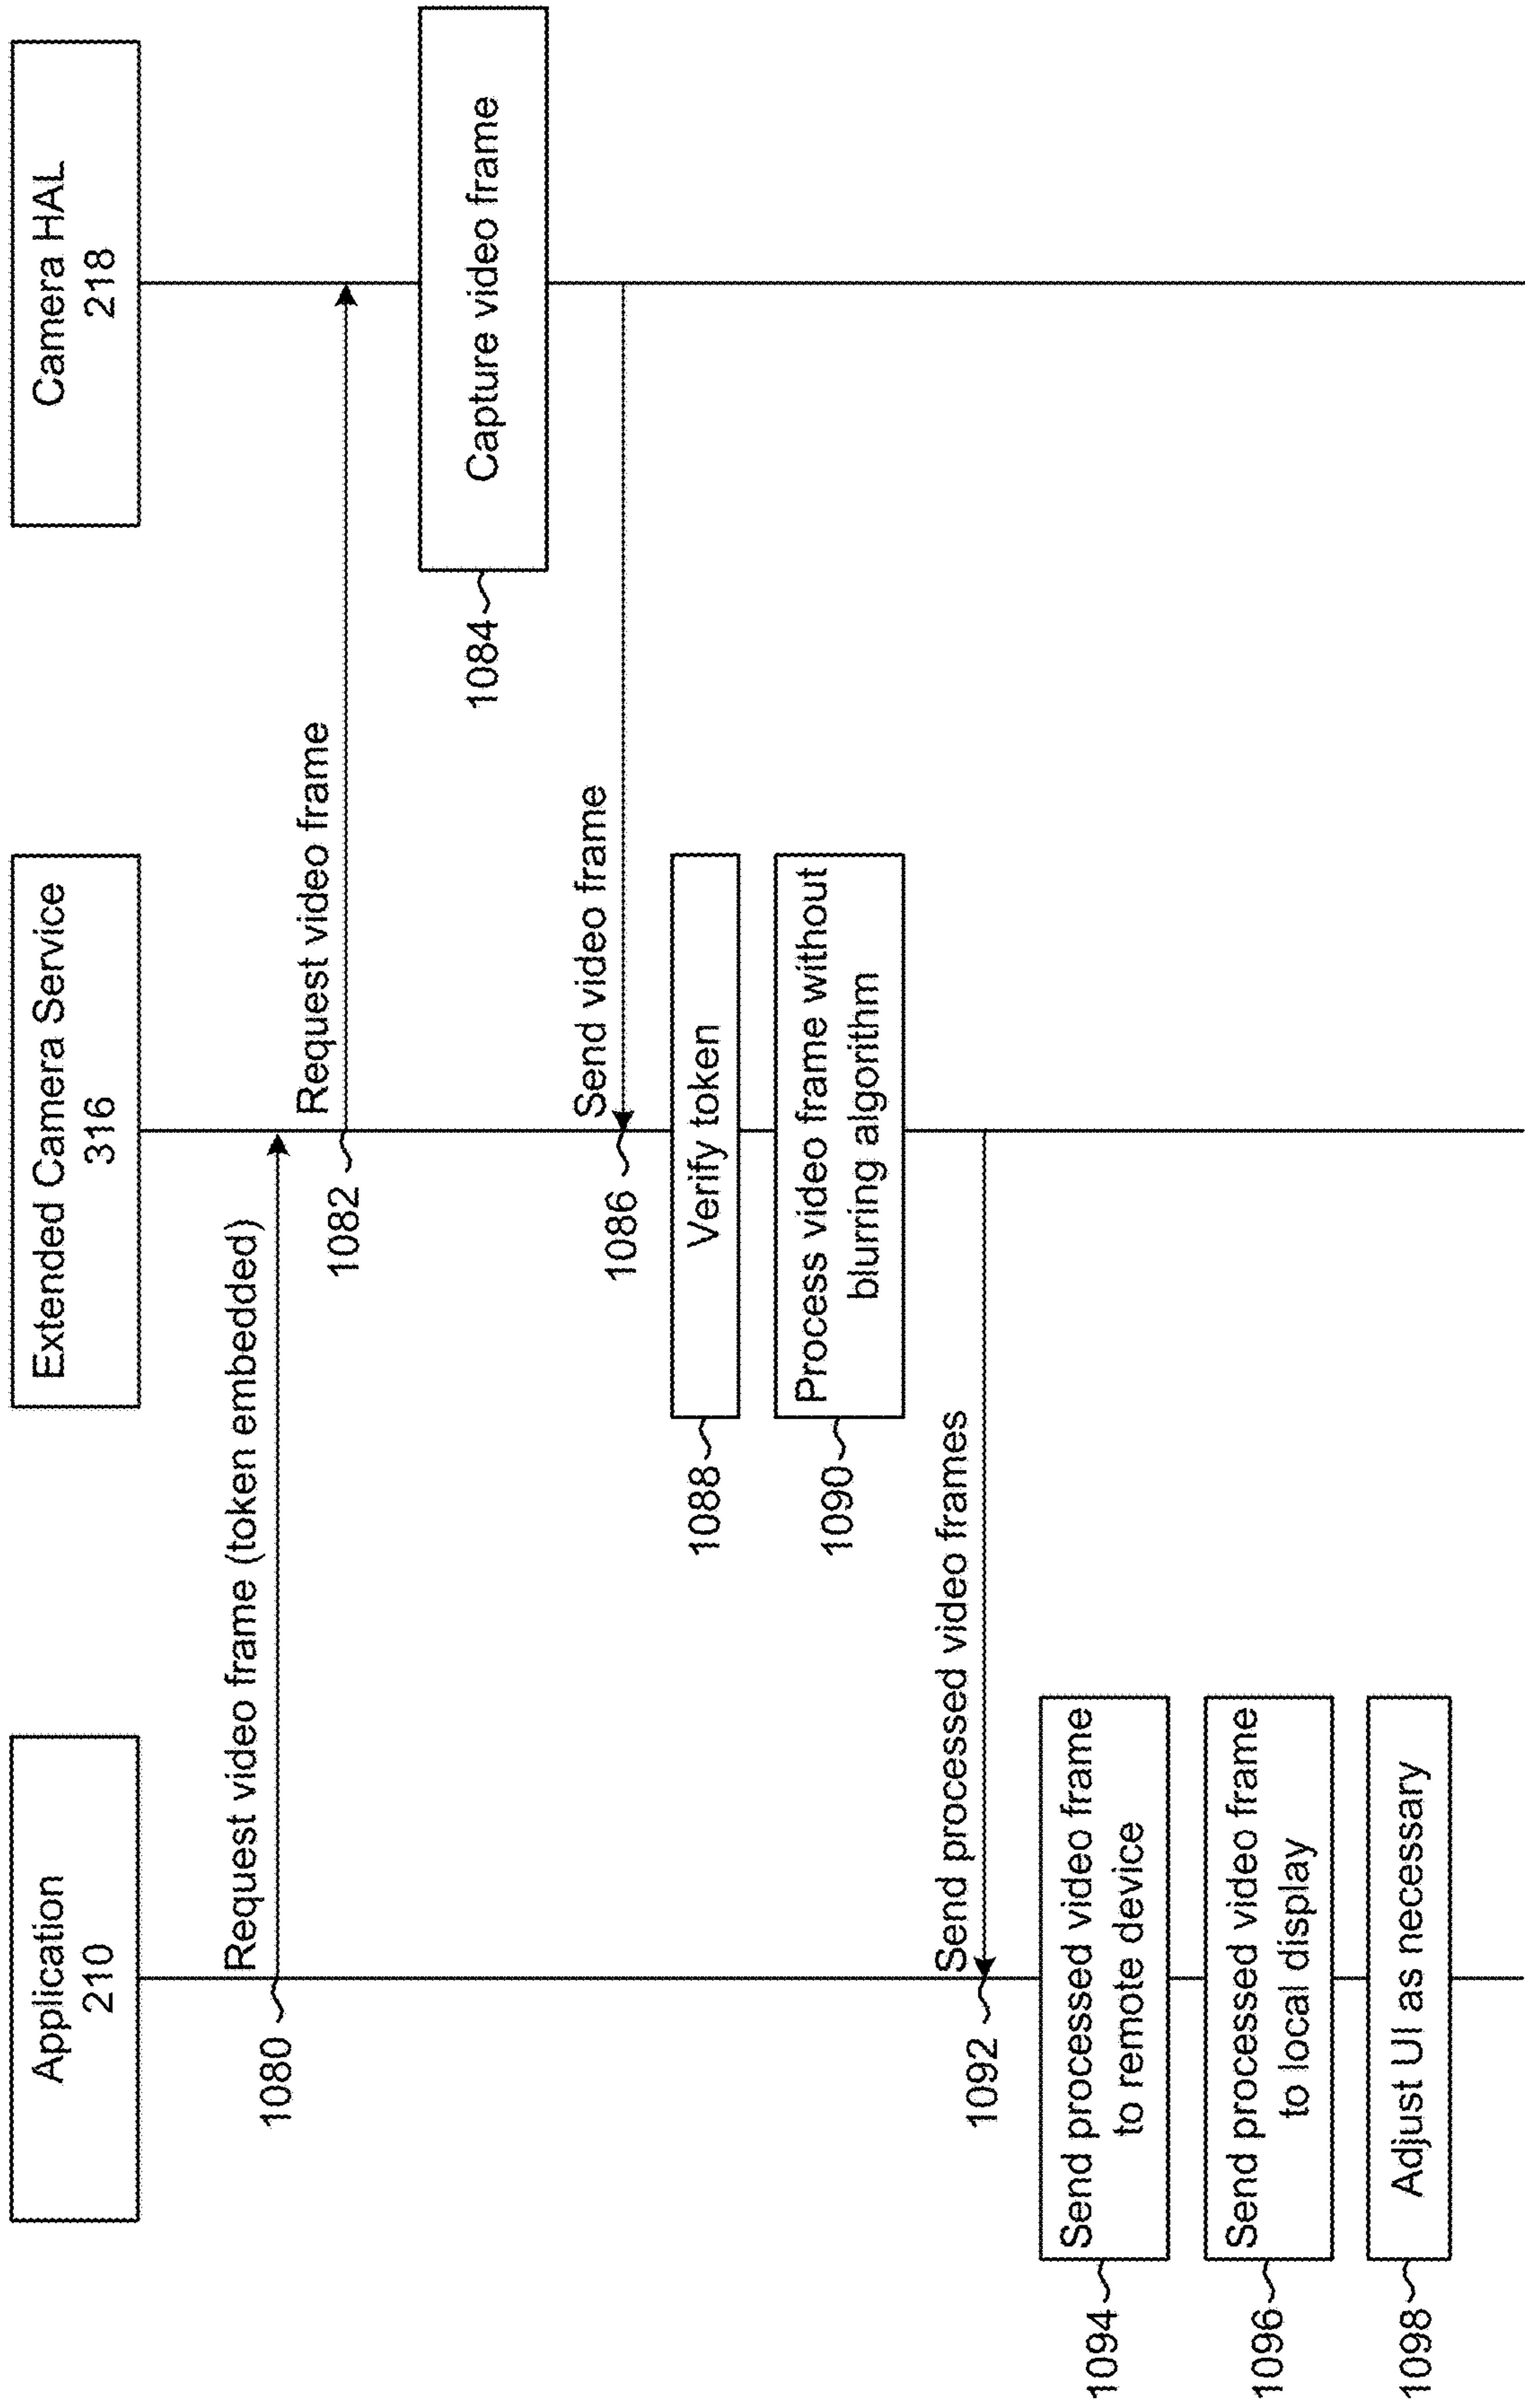 Application
210
Extended Camera Service
316
Camera HAL
218
Request video frame (token embedded)
1080
Request video frame
1082
Capture video frame
1084
Send video frame
1086
Verify token
1088
Process video frame without
blurring algorithm
1090
Send processed video frames
1092
Send processed video frame
to remote device
1094
Send processed video frame
to local display
1096
Adjust UI as necessary
1098